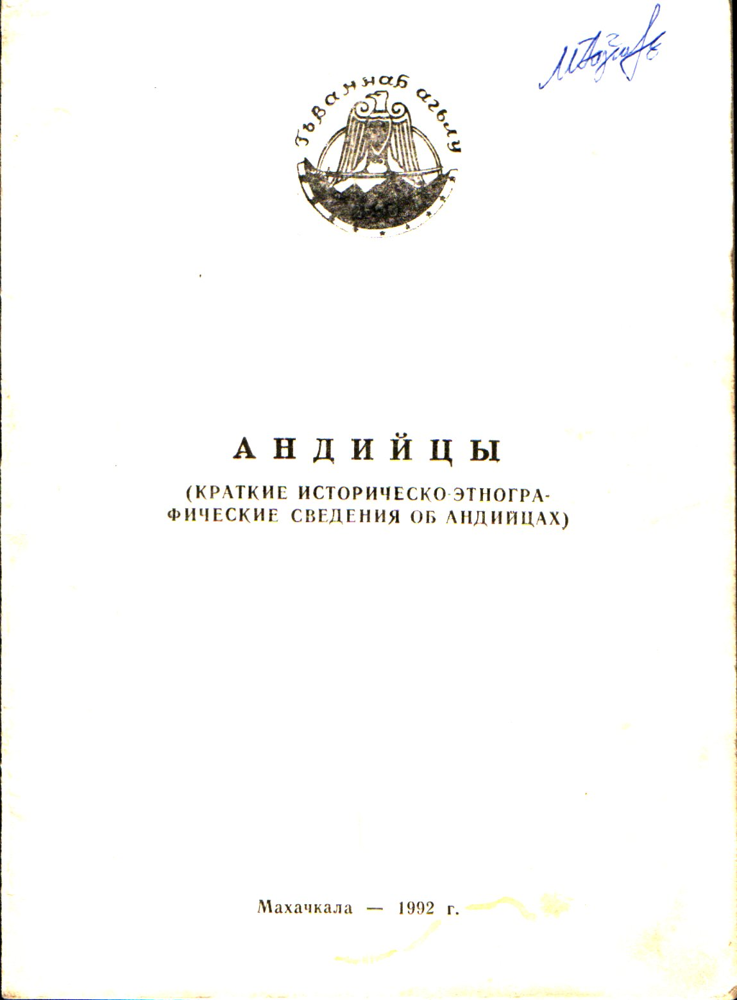 Гъваннаб агьлу
АНДИЙЦЫ
(КРАТКИЕ ИСТОРИЧЕСКО-ЭТНОГРА-
ФИЧЕСКИЕ СВЕДЕНИЯ ОБ АНДИЙЦАХ)
Махачкала — 1992 г.